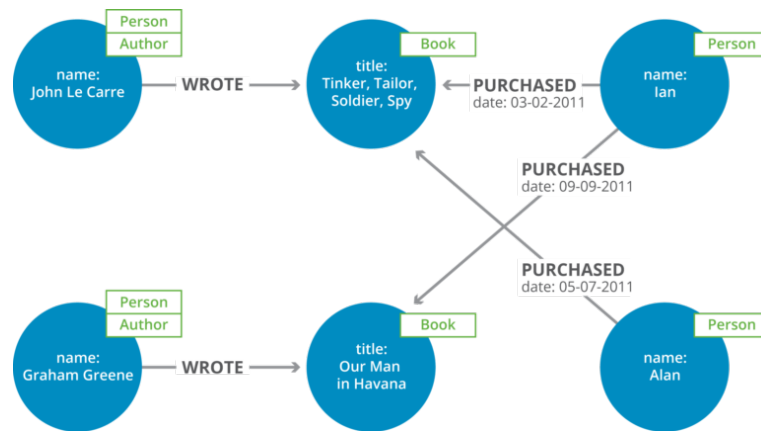 Person
Author
name:
John Le Carre
WROTE
Book
title:
Tinker, Tailor,
Soldier, Spy
PURCHASED
date: 03-02-2011
Person
name:
Ian
PURCHASED
date: 09-09-2011
PURCHASED
date: 05-07-2011
Person
Author
name:
Graham Greene
WROTE
Book
title:
Our Man
in Havana
Person
name:
Alan